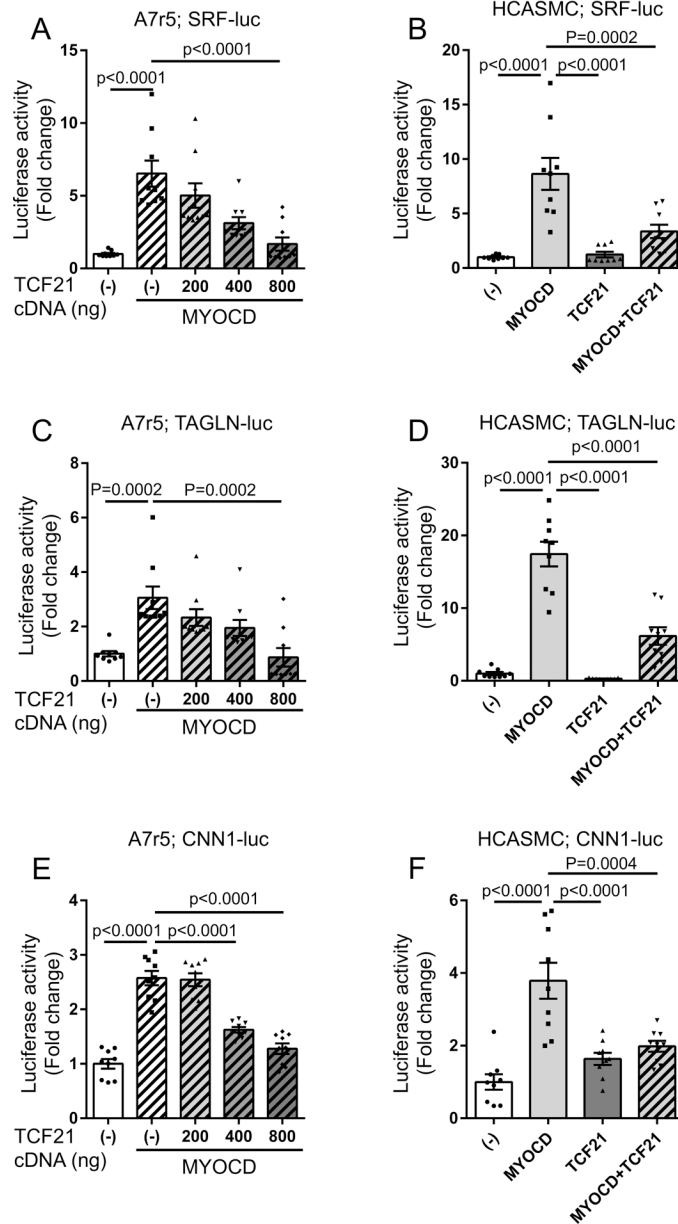 A
A7r5; SRF-luc
p<0.0001
p<0.0001
Luciferase activity
(Fold change)
15
10
5
0
TCF21 (-) (-) 200 400 800
cDNA (ng)
MYOCD
B
HCASMC; SRF-luc
P=0.0002
p<0.0001 p<0.0001
Luciferase activity
(Fold change)
20
15
10
5
0
(-)
MYOCD
TCF21
MYOCD+TCF21
C
A7r5; TAGLN-luc
P=0.0002 P=0.0002
Luciferase activity
(Fold change)
8
6
4
2
0
TCF21 (-) (-) 200 400 800
cDNA (ng)
MYOCD
D
HCASMC; TAGLN-luc
p<0.0001
p<0.0001 p<0.0001
Luciferase activity
(Fold change)
30
20
10
0
(-)
MYOCD
TCF21
MYOCD+TCF21
E
A7r5; CNN1-luc
p<0.0001
p<0.0001 p<0.0001
Luciferase activity
(Fold change)
4
3
2
1
0
TCF21 (-) (-) 200 400 800
cDNA (ng)
MYOCD
F
HCASMC; CNN1-luc
P=0.0004
p<0.0001 p<0.0001
Luciferase activity
(Fold change)
6
4
2
0
(-)
MYOCD
TCF21
MYOCD+TCF21